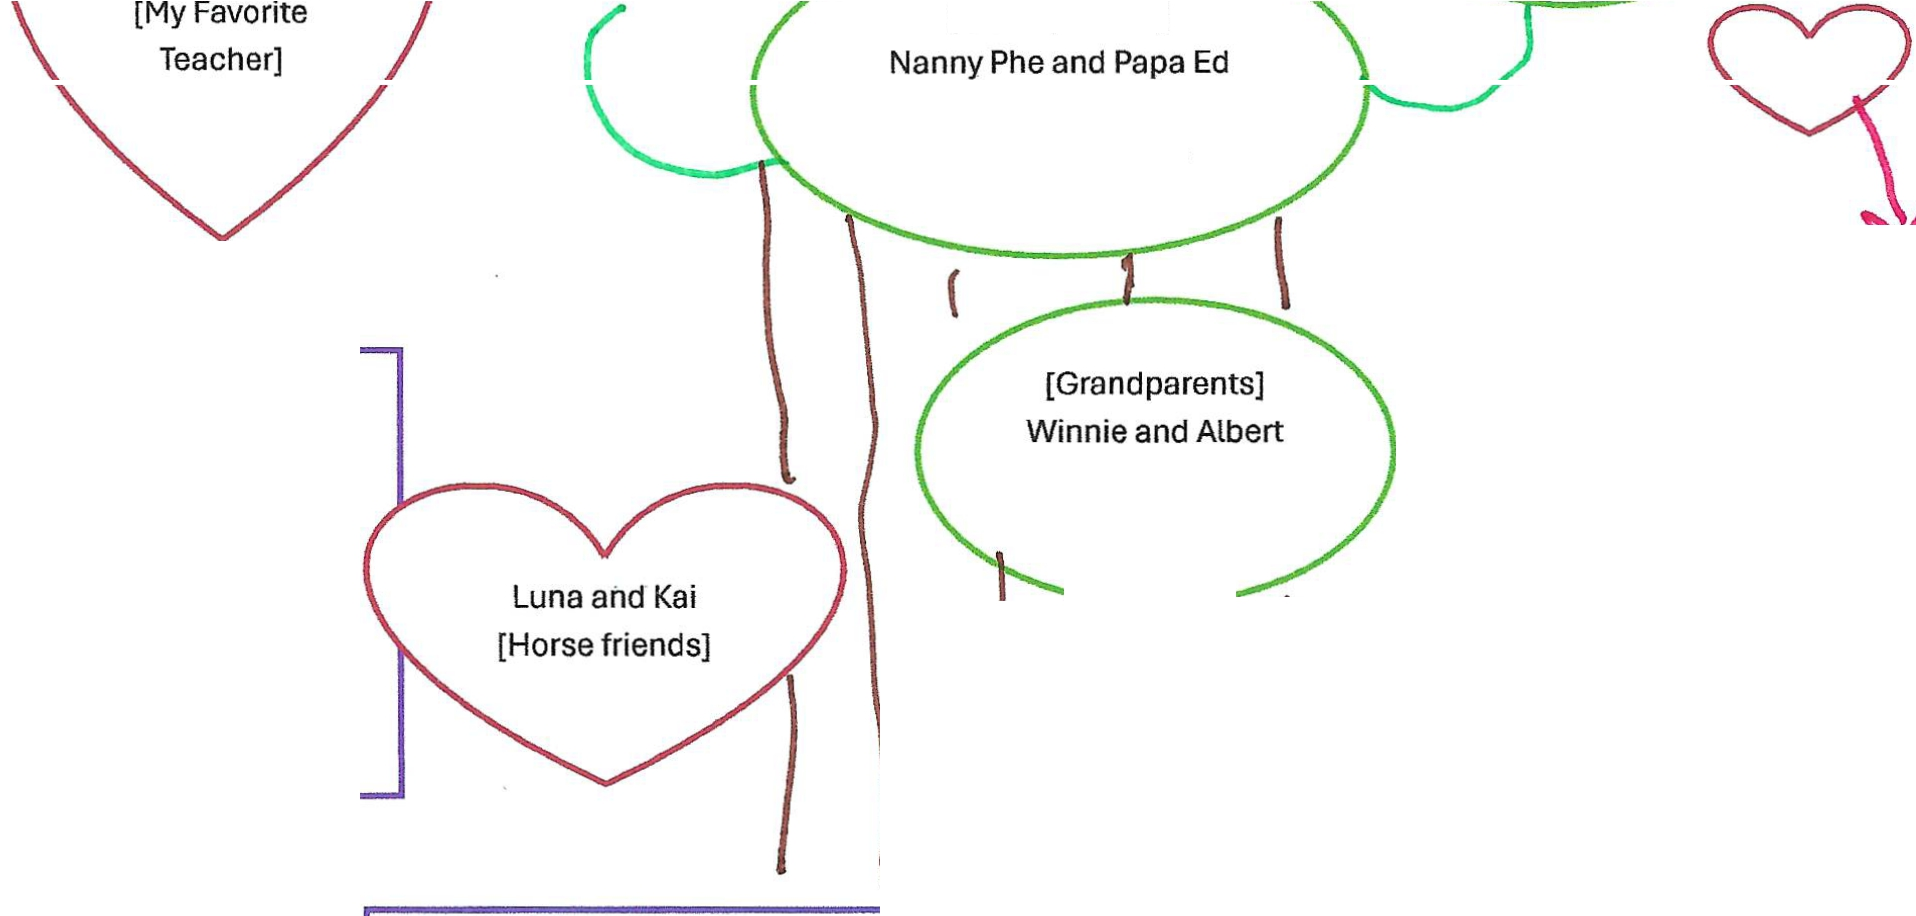 [My Favorite
Teacher]
Nanny Phe and Papa Ed
[Grandparents]
Winnie and Albert
Luna and Kai
[Horse friends]